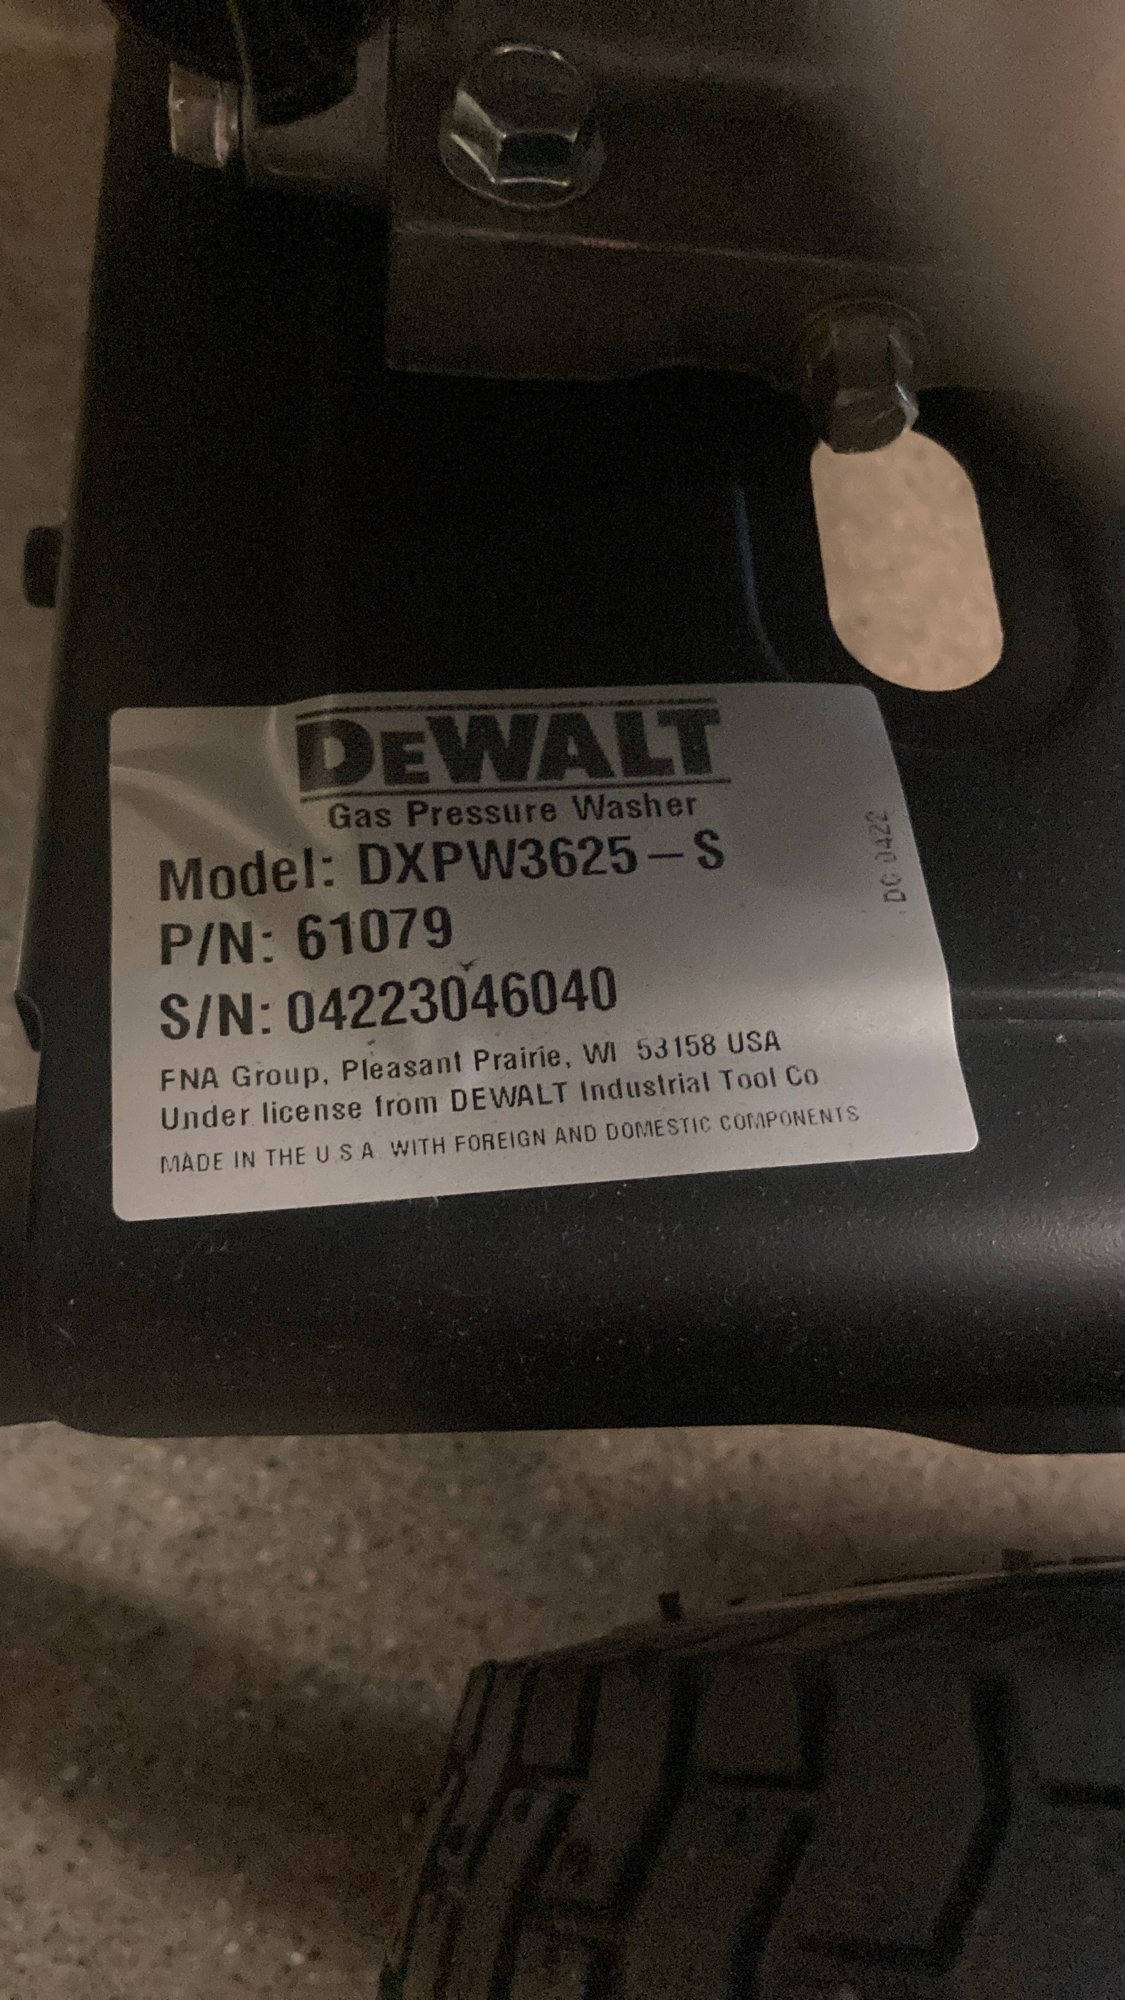 DEWALT
Gas Pressure Washer
Model: DXPW3625-S
P/N: 61079
S/N: 04223046040
FNA Group, Pleasant Prairie, WI 53158 USA
Under license from DEWALT Industrial Tool Co
MADE IN THE U S A WITH FOREIGN AND DOMESTIC COMPONENTS
DC 0422